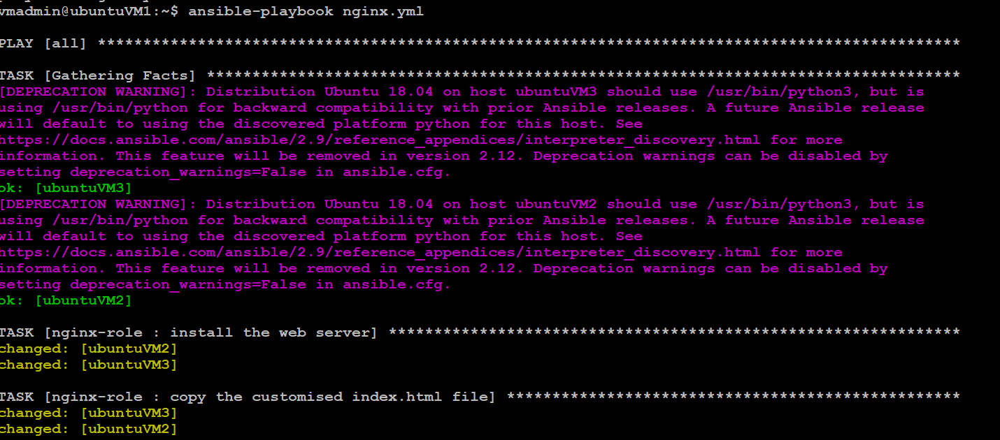 vmadmin@ubuntuVM1:~$ ansible-playbook nginx.yml
PLAY [all] ***********************************************************************************************
TASK [Gathering Facts] ***********************************************************************************
[DEPRECATION WARNING]: Distribution Ubuntu 18.04 on host ubuntuVM3 should use /usr/bin/python3, but is
using /usr/bin/python for backward compatibility with prior Ansible releases. A future Ansible release
will default to using the discovered platform python for this host. See
https://docs.ansible.com/ansible/2.9/reference_appendices/interpreter_discovery.html for more
information. This feature will be removed in version 2.12. Deprecation warnings can be disabled by
setting deprecation_warnings=False in ansible.cfg.
ok: [ubuntuVM3]
[DEPRECATION WARNING]: Distribution Ubuntu 18.04 on host ubuntuVM2 should use /usr/bin/python3, but is
using /usr/bin/python for backward compatibility with prior Ansible releases. A future Ansible release
will default to using the discovered platform python for this host. See
https://docs.ansible.com/ansible/2.9/reference_appendices/interpreter_discovery.html for more
information. This feature will be removed in version 2.12. Deprecation warnings can be disabled by
setting deprecation_warnings=False in ansible.cfg.
ok: [ubuntuVM2]
TASK [nginx-role : install the web server] ***************************************************************
changed: [ubuntuVM2]
changed: [ubuntuVM3]
TASK [nginx-role : copy the customised index.html file] **************************************************
changed: [ubuntuVM3]
changed: [ubuntuVM2]